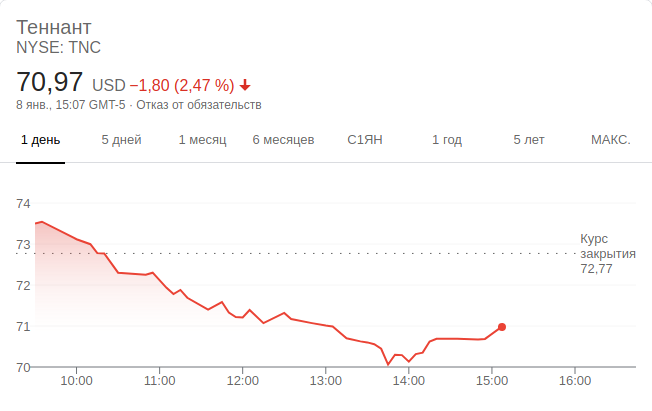 Теннант
NYSE: TNC
70,97 USD −1,80 (2,47 %)
8 янв., 15:07 GMT-5 · Отказ от обязательств
1 день 5 дней 1 месяц 6 месяцев С1ЯН 1 год 5 лет МАКС.
74
73
72
71
70
Курс
закрытия
72,77
10:00 11:00 12:00 13:00 14:00 15:00 16:00